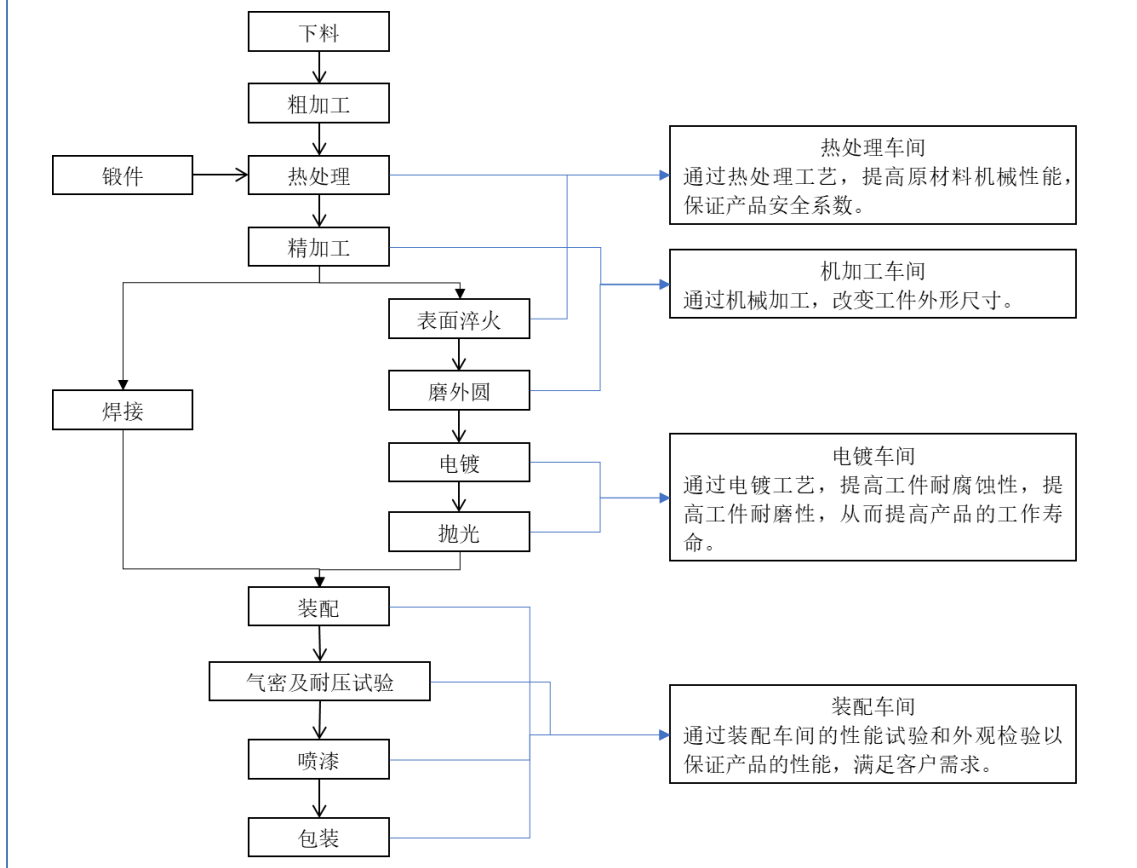 下料
粗加工
锻件
热处理
精加工
表面淬火
磨外圆
焊接
电镀
抛光
装配
气密及耐压试验
喷漆
包装
热处理车间
通过热处理工艺，提高原材料机械性能，
保证产品安全系数。
机加工车间
通过机械加工，改变工件外形尺寸。
电镀车间
通过电镀工艺，提高工件耐腐蚀性，提
高工件耐磨性，从而提高产品的工作寿
命。
装配车间
通过装配车间的性能试验和外观检验以
保证产品的性能，满足客户需求。